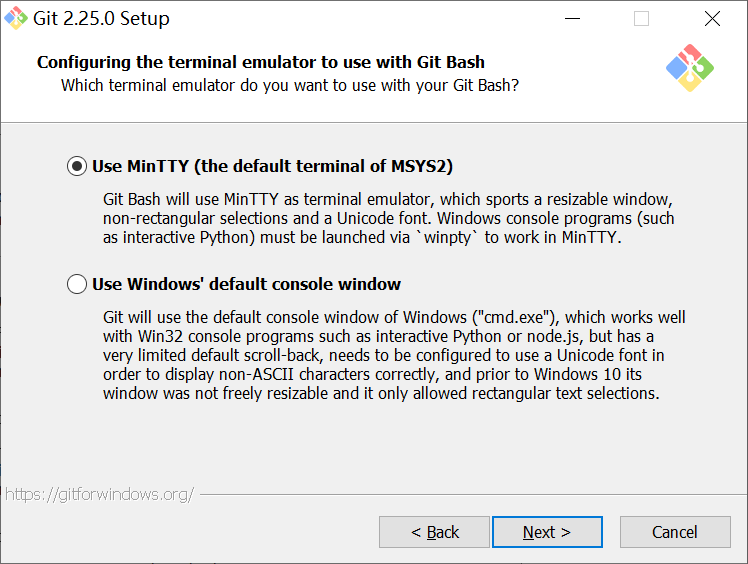 Git 2.25.0 Setup
Configuring the terminal emulator to use with Git Bash
Which terminal emulator do you want to use with your Git Bash?
Use MinTTY (the default terminal of MSYS2)
Git Bash will use MinTTY as terminal emulator, which sports a resizable window,
non-rectangular selections and a Unicode font. Windows console programs (such
as interactive Python) must be launched via `winpty` to work in MinTTY.
Use Windows' default console window
Git will use the default console window of Windows ("cmd.exe"), which works well
with Win32 console programs such as interactive Python or node.js, but has a
very limited default scroll-back, needs to be configured to use a Unicode font in
order to display non-ASCII characters correctly, and prior to Windows 10 its
window was not freely resizable and it only allowed rectangular text selections.
https://gitforwindows.org/
< Back
Next >
Cancel